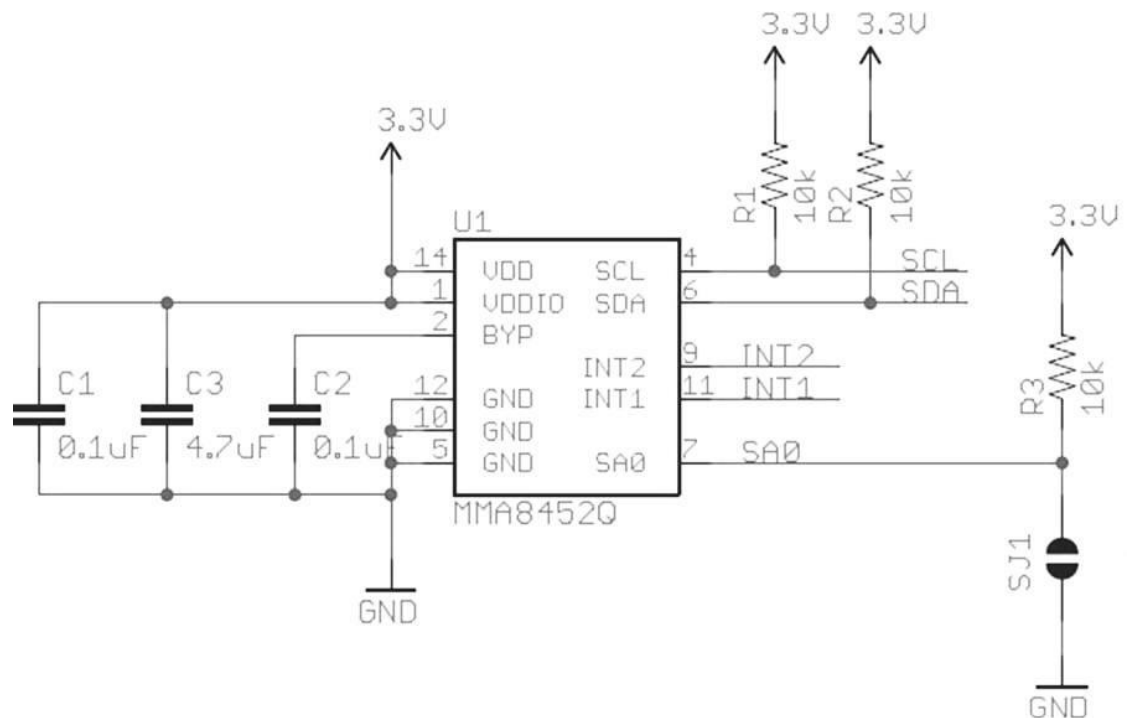 3.3V 3.3V
3.3V
R1 10k R2 10k
3.3V
U1
14 VDD SCL 4 SCL
1 VDDIO SDA 6 SDA
2 BYP
INT2 9 INT2
12 GND INT1 11 INT1
10 GND
5 GND SA0 7 SA0
C1 C3 C2
0.1uF 4.7uF 0.1uF
R3 10k
MMA8452Q
SJ1
GND
GND